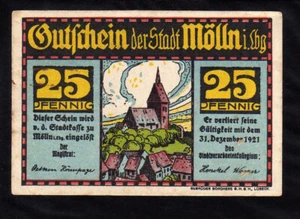 Gutschein der Stadt Mölln i. Lbg
25 PFENNIG
25 PFENNIG
Dieser Schein wird
v. d. Stadtkasse zu
Mölln eingelöst
Der Magistrat:
Er verliert seine
Gültigkeit mit dem
31. Dezember 1921
Das
Stadtverordnetenkollegium:
LÜBECK.